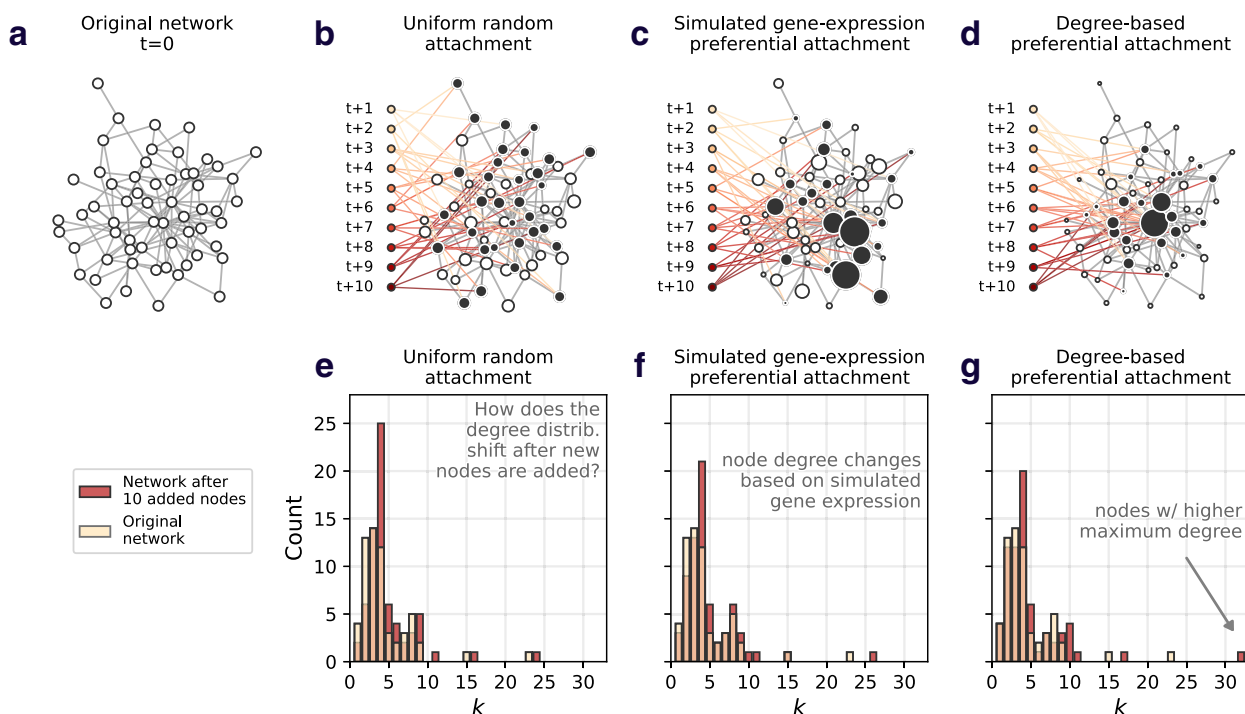 a
Original network
t=0
b
Uniform random
attachment
c
Simulated gene-expression
preferential attachment
d
Degree-based
preferential attachment
t+1
t+2
t+3
t+4
t+5
t+6
t+7
t+8
t+9
t+10
t+1
t+2
t+3
t+4
t+5
t+6
t+7
t+8
t+9
t+10
t+1
t+2
t+3
t+4
t+5
t+6
t+7
t+8
t+9
t+10
Network after
10 added nodes
Original
network
e
Uniform random
attachment
How does the
degree distrib.
shift after new
nodes are added?
Count
25
20
15
10
5
0
0 5 10 15 20 25 30
k
f
Simulated gene-expression
preferential attachment
node degree changes
based on simulated
gene expression
0 5 10 15 20 25 30
k
g
Degree-based
preferential attachment
nodes w/ higher
maximum degree
0 5 10 15 20 25 30
k